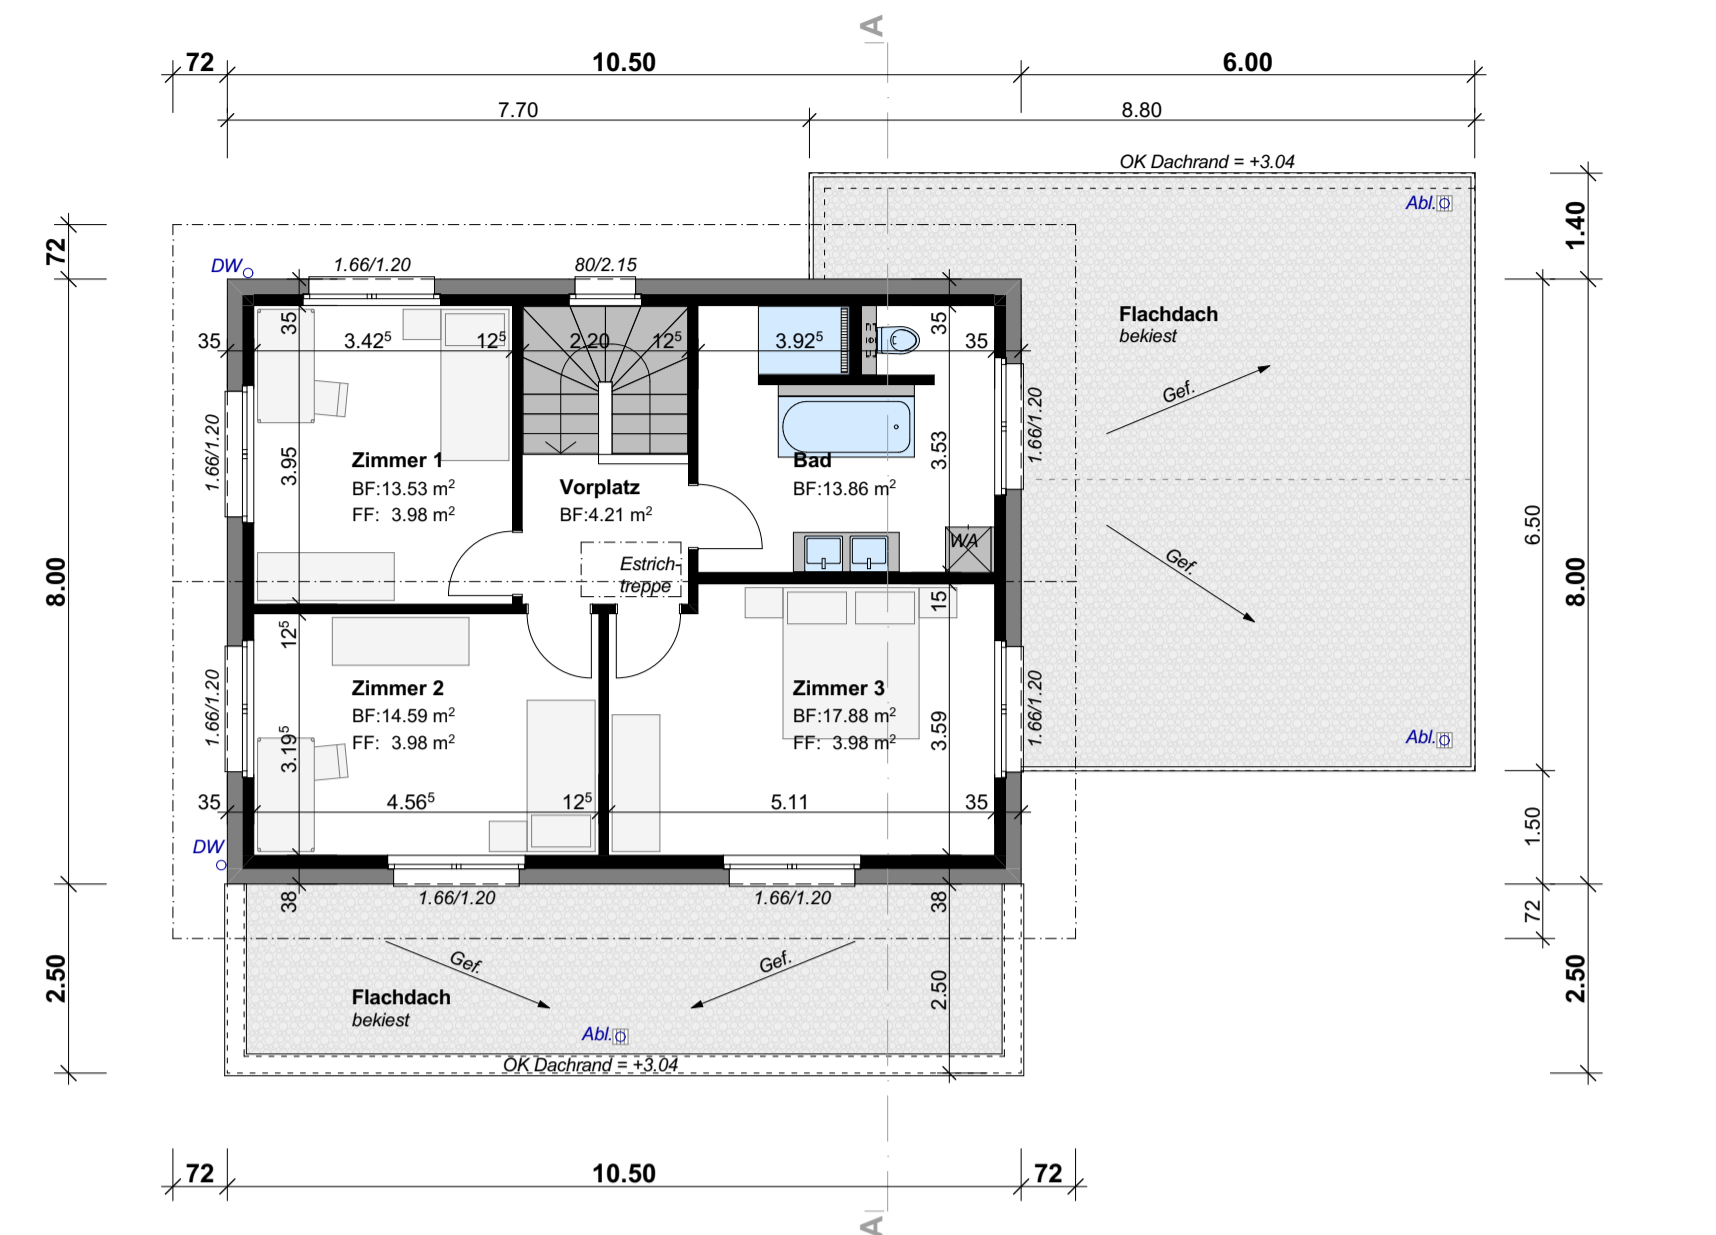 A
72
10.50
6.00
7.70
8.80
OK Dachrand = +3.04
Abl.
1.40
72
DW
1.66/1.20
80/2.15
Flachdach
bekiest
35
35
3.42⁵
12⁵
2.20
12⁵
3.92⁵
35
35
Gef.
1.66/1.20
3.95
Zimmer 1
BF:13.53 m²
FF: 3.98 m²
Vorplatz
BF:4.21 m²
Bad
BF:13.86 m²
3.53
1.66/1.20
6.50
WA
Estrich-
treppe
Gef.
8.00
8.00
15
12⁵
1.66/1.20
Zimmer 2
BF:14.59 m²
FF: 3.98 m²
3.19⁵
Zimmer 3
BF:17.88 m²
FF: 3.98 m²
3.59
1.66/1.20
Abl.
35
4.56⁵
12⁵
5.11
35
1.50
DW
38
1.66/1.20
1.66/1.20
38
72
Gef.
Gef.
2.50
Flachdach
bekiest
2.50
2.50
Abl.
OK Dachrand = +3.04
72
10.50
72
A